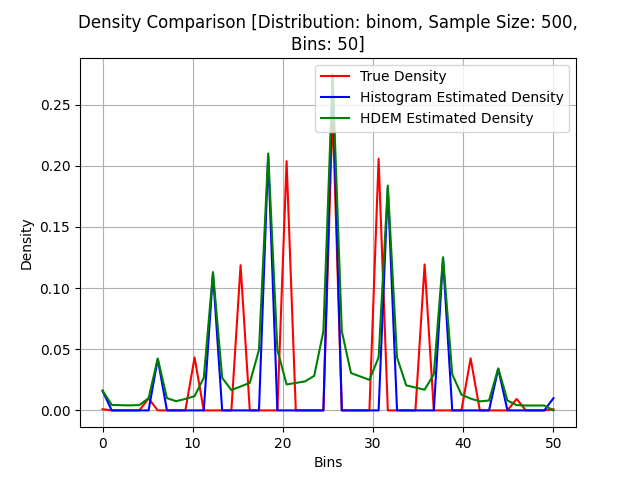 Density Comparison [Distribution: binom, Sample Size: 500,
Bins: 50]
True Density
Histogram Estimated Density
HDEM Estimated Density
Density
0.25
0.20
0.15
0.10
0.05
0.00
0 10 20 30 40 50
Bins